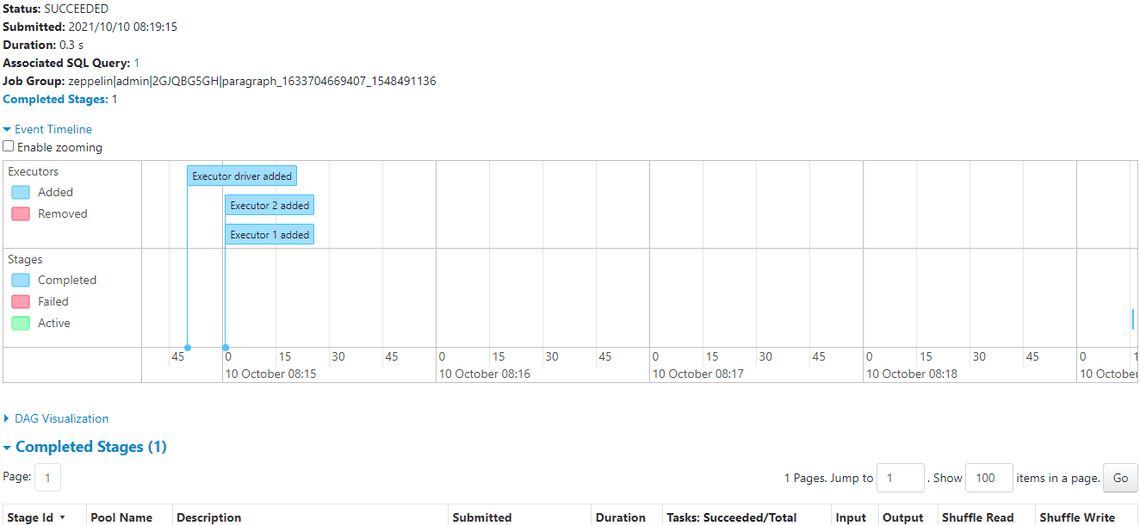 Status: SUCCEEDED
Submitted: 2021/10/10 08:19:15
Duration: 0.3 s
Associated SQL Query: 1
Job Group: zeppelin|admin|2GJQBG5GH|paragraph_1633704669407_1548491136
Completed Stages: 1
Event Timeline
Enable zooming
Executors
Added
Removed
Executor driver added
Executor 2 added
Executor 1 added
Stages
Completed
Failed
Active
45 0 15 30 45 0 15 30 45 0 15 30 45 0 15 30 45 0 1
10 October 08:15 10 October 08:16 10 October 08:17 10 October 08:18 10 October
DAG Visualization
Completed Stages (1)
Page: 1 1 Pages. Jump to 1 . Show 100 items in a page. Go
Stage Id Pool Name Description Submitted Duration Tasks: Succeeded/Total Input Output Shuffle Read Shuffle Write